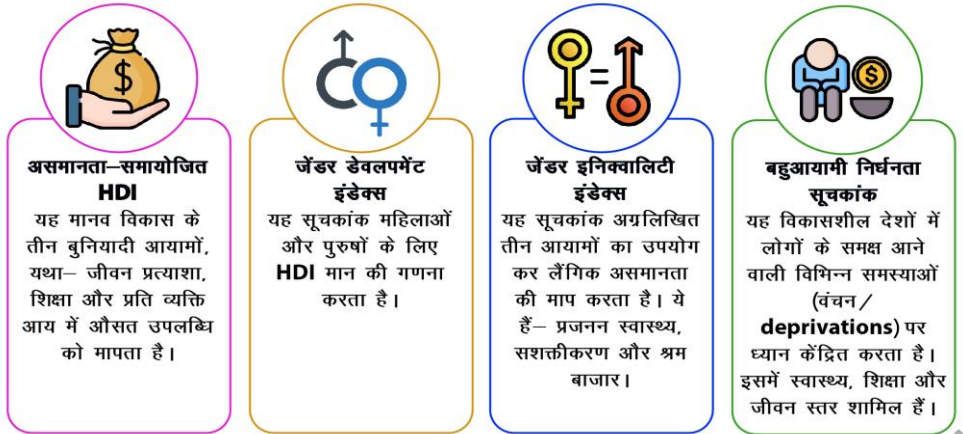 असमानता–समायोजित
HDI
यह मानव विकास के
तीन बुनियादी आयामों,
यथा– जीवन प्रत्याशा,
शिक्षा और प्रति व्यक्ति
आय में औसत उपलब्धि
को मापता है।
जेंडर डेवलपमेंट
इंडेक्स
यह सूचकांक महिलाओं
और पुरुषों के लिए
HDI मान की गणना
करता है।
जेंडर इनिक्वालिटी
इंडेक्स
यह सूचकांक अग्रलिखित
तीन आयामों का उपयोग
कर लैंगिक असमानता
की माप करता है। ये
हैं– प्रजनन स्वास्थ्य,
सशक्तीकरण और श्रम
बाजार।
बहुआयामी निर्धनता
सूचकांक
यह विकासशील देशों में
लोगों के समक्ष आने
वाली विभिन्न समस्याओं
(वंचन/
deprivations) पर
ध्यान केंद्रित करता है।
इसमें स्वास्थ्य, शिक्षा और
जीवन स्तर शामिल हैं।